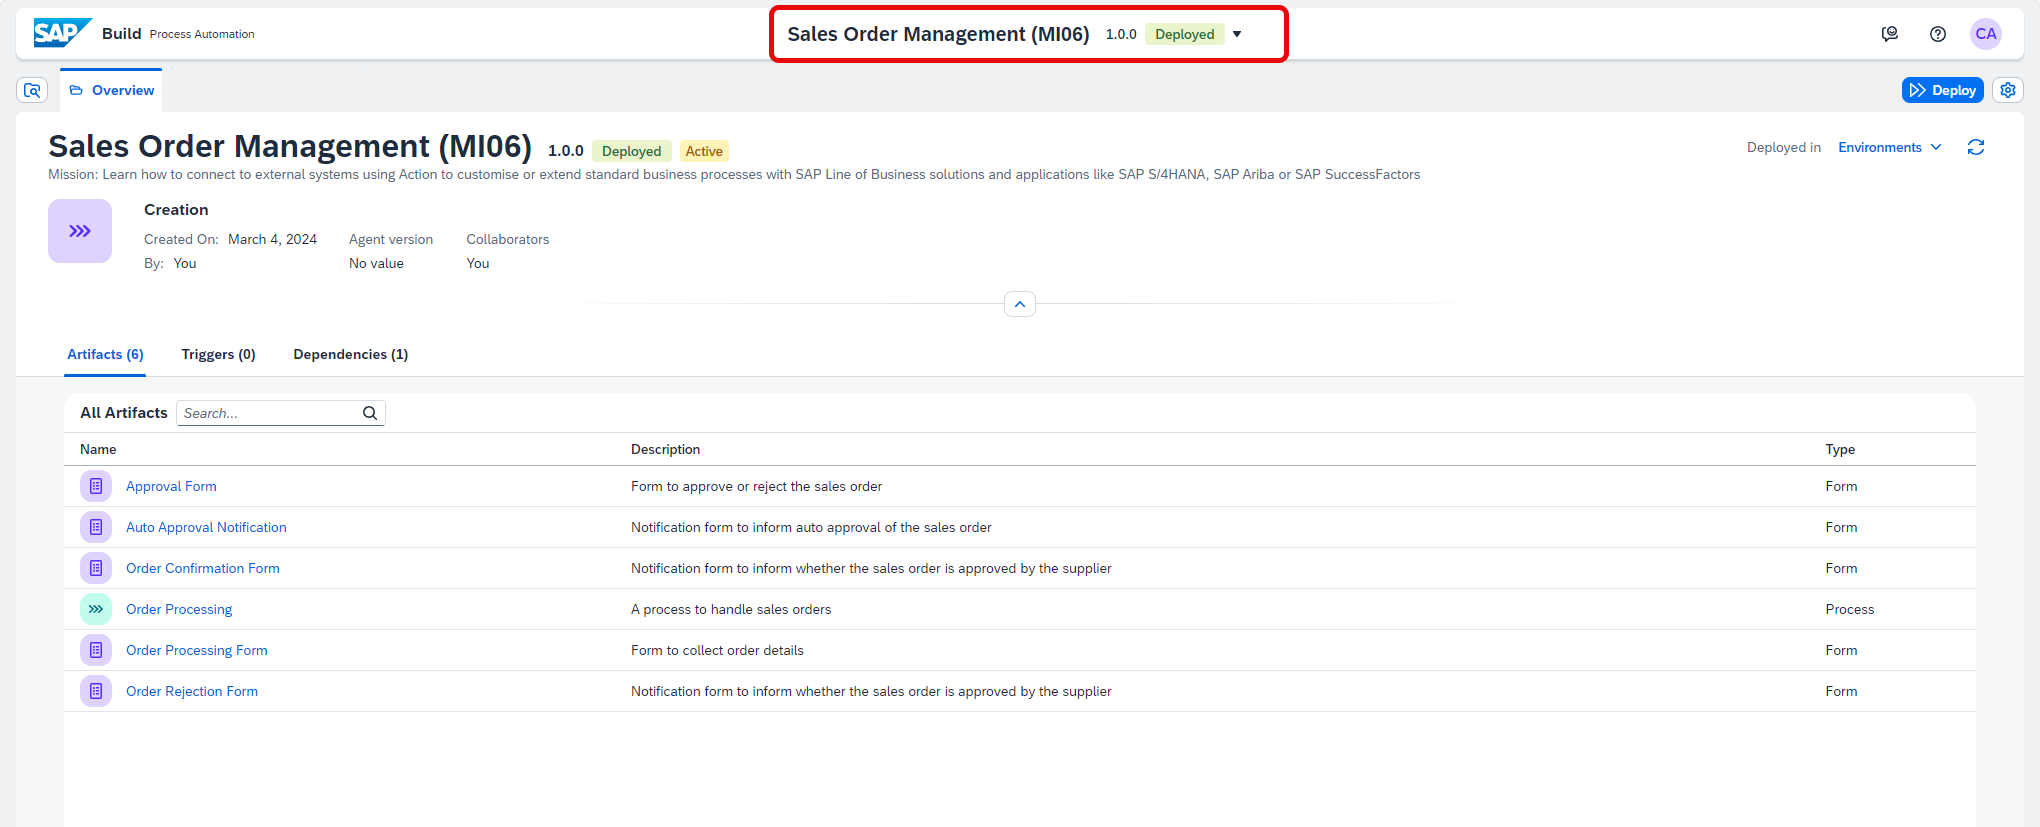 SAP Build Process Automation
Sales Order Management (MI06) 1.0.0 Deployed
CA
Overview
Deploy
Sales Order Management (MI06) 1.0.0 Deployed Active
Deployed in Environments
Mission: Learn how to connect to external systems using Action to customise or extend standard business processes with SAP Line of Business solutions and applications like SAP S/4HANA, SAP Ariba or SAP SuccessFactors
Creation
Created On: March 4, 2024 Agent version Collaborators
By: You No value You
Artifacts (6) Triggers (0) Dependencies (1)
All Artifacts Search...
Name Description Type
Approval Form Form to approve or reject the sales order Form
Auto Approval Notification Notification form to inform auto approval of the sales order Form
Order Confirmation Form Notification form to inform whether the sales order is approved by the supplier Form
Order Processing A process to handle sales orders Process
Order Processing Form Form to collect order details Form
Order Rejection Form Notification form to inform whether the sales order is approved by the supplier Form